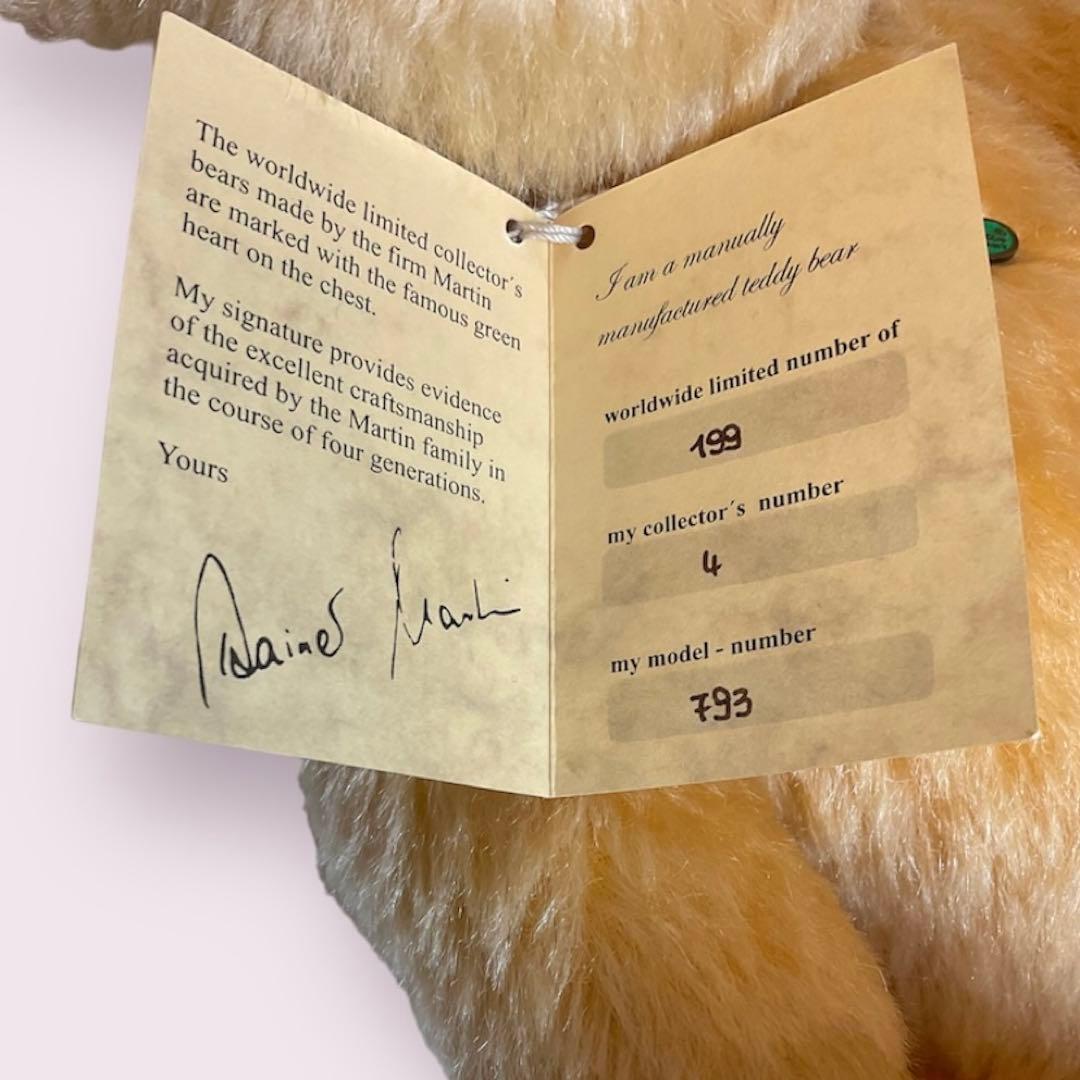 The worldwide limited collector´s
bears made by the firm Martin
are marked with the famous green
heart on the chest.
My signature provides evidence
of the excellent craftsmanship
acquired by the Martin family in
the course of four generations.
Yours
Rainer Martin
I am a manually
manufactured teddy bear
worldwide limited number of
199
my collector´s number
4
my model - number
793